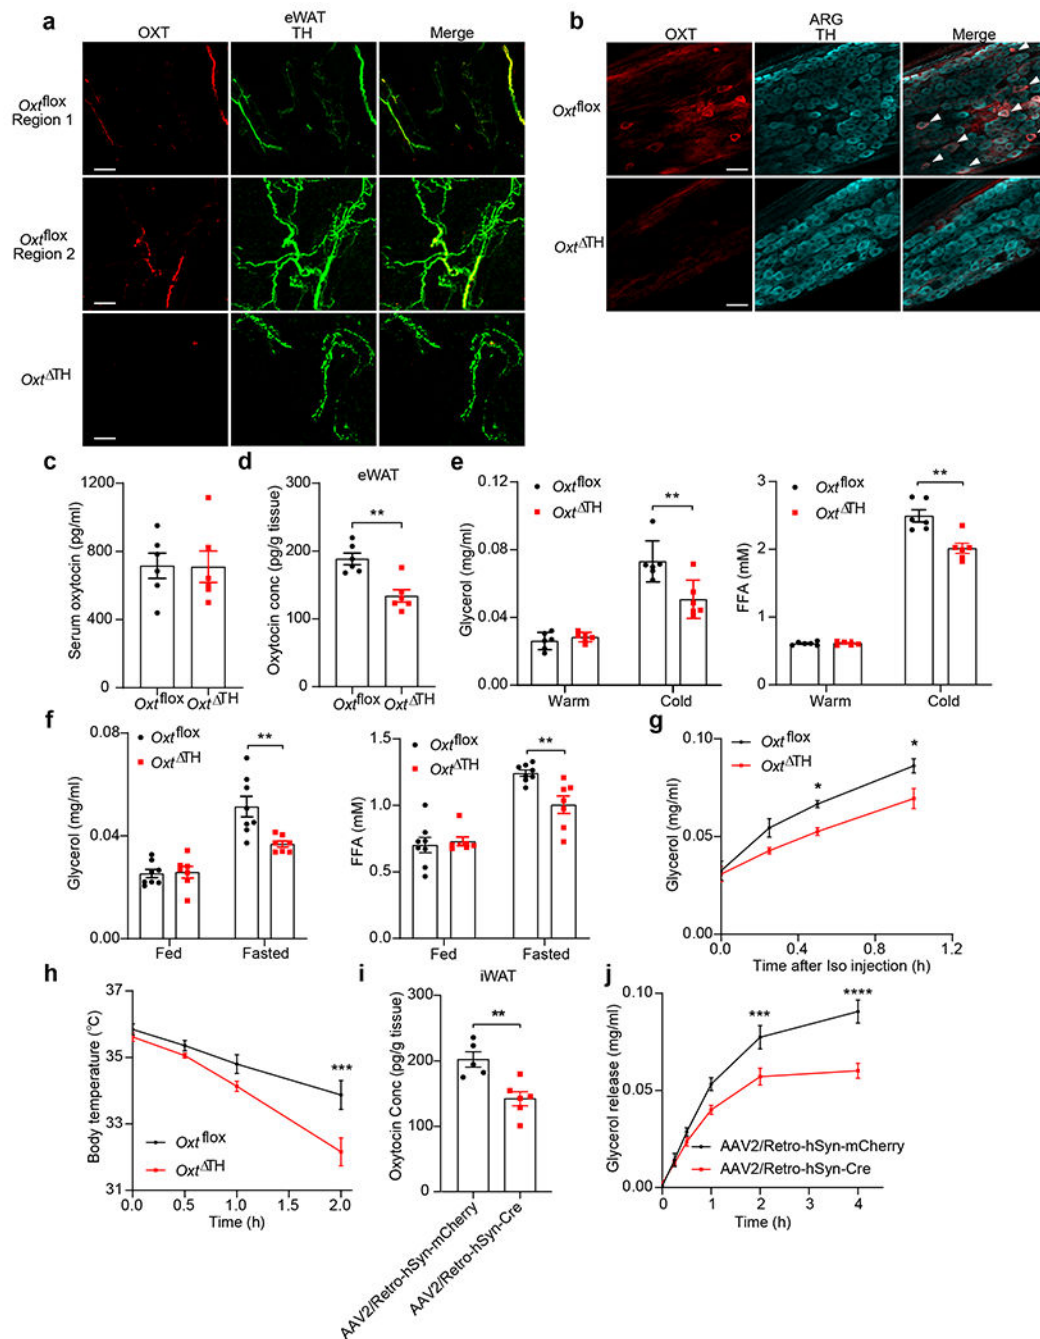 a
eWAT
OXT TH Merge
Oxtflox
Region 1
Oxtflox
Region 2
OxtΔTH
b
ARG
OXT TH Merge
Oxtflox
OxtΔTH
c
Serum oxytocin (pg/ml)
1200
800
400
0
Oxtflox OxtΔTH
d
eWAT
Oxytocin conc (pg/g tissue)
300
200
100
0
**
Oxtflox OxtΔTH
e
Glycerol (mg/ml)
0.12
0.08
0.04
0.00
Oxtflox
OxtΔTH
**
Warm Cold
FFA (mM)
3
2
1
0
Oxtflox
OxtΔTH
**
Warm Cold
f
Glycerol (mg/ml)
0.08
0.04
0.00
Oxtflox
OxtΔTH
**
Fed Fasted
FFA (mM)
1.5
1.0
0.5
0.0
Oxtflox
OxtΔTH
**
Fed Fasted
g
Glycerol (mg/ml)
0.10
0.05
0.00
Oxtflox
OxtΔTH
*
*
0.0 0.4 0.8 1.2
Time after Iso injection (h)
h
Body temperature (°C)
37
35
33
31
***
Oxtflox
OxtΔTH
0.0 0.5 1.0 1.5 2.0
Time (h)
i
iWAT
Oxytocin Conc (pg/g tissue)
300
200
100
0
**
AAV2/Retro-hSyn-mCherry
AAV2/Retro-hSyn-Cre
j
Glycerol release (mg/ml)
0.10
0.05
0.00
***
****
AAV2/Retro-hSyn-mCherry
AAV2/Retro-hSyn-Cre
0 1 2 3 4
Time (h)